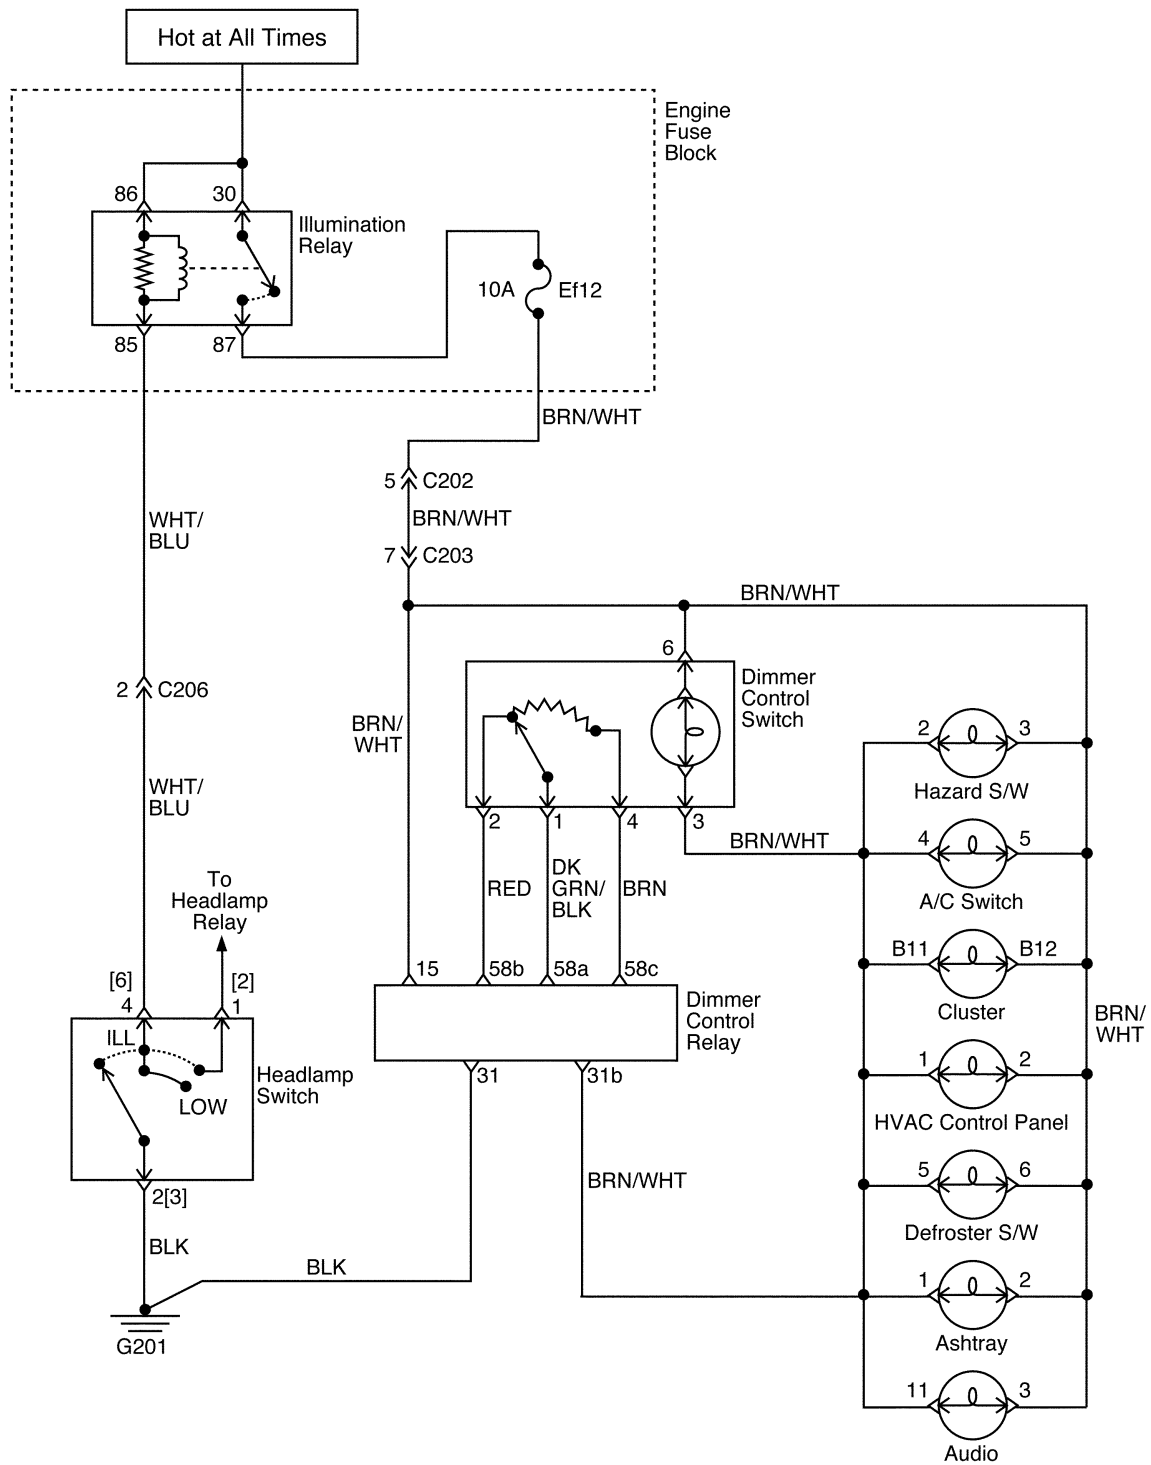 Hot at All Times
Engine
Fuse
Block
86
30
Illumination
Relay
10A
Ef12
85
87
BRN/WHT
5
C202
WHT/
BLU
BRN/WHT
7
C203
BRN/WHT
6
Dimmer
Control
Switch
2
C206
BRN/
WHT
2
3
Hazard S/W
WHT/
BLU
2
1
4
3
BRN/WHT
4
5
A/C Switch
To
Headlamp
Relay
RED
DK
GRN/
BLK
BRN
B11
B12
Cluster
[6]
[2]
4
1
15
58b
58a
58c
Dimmer
Control
Relay
BRN/
WHT
ILL
LOW
Headlamp
Switch
31
31b
1
2
HVAC Control Panel
2[3]
BRN/WHT
5
6
Defroster S/W
BLK
BLK
G201
1
2
Ashtray
11
3
Audio